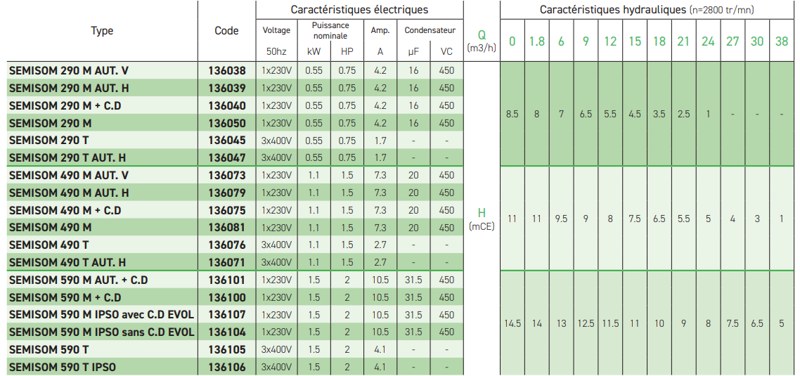 Caractéristiques électriques Caractéristiques hydrauliques (n=2800 tr/mn)
Type Code Voltage Puissance nominale Amp. Condensateur Q (m3/h) 0 1.8 6 9 12 15 18 21 24 27 30 38
50hz kW HP A µF VC
SEMISOM 290 M AUT. V 136038 1x230V 0.55 0.75 4.2 16 450
SEMISOM 290 M AUT. H 136039 1x230V 0.55 0.75 4.2 16 450
SEMISOM 290 M + C.D 136040 1x230V 0.55 0.75 4.2 16 450
8.5 8 7 6.5 5.5 4.5 3.5 2.5 1 - - -
SEMISOM 290 M 136050 1x230V 0.55 0.75 4.2 16 450
SEMISOM 290 T 136045 3x400V 0.55 0.75 1.7 - -
SEMISOM 290 T AUT. H 136047 3x400V 0.55 0.75 1.7 - -
SEMISOM 490 M AUT. V 136073 1x230V 1.1 1.5 7.3 20 450
SEMISOM 490 M AUT. H 136079 1x230V 1.1 1.5 7.3 20 450
SEMISOM 490 M + C.D 136075 1x230V 1.1 1.5 7.3 20 450
H (mCE) 11 11 9.5 9 8 7.5 6.5 5.5 5 4 3 1
SEMISOM 490 M 136081 1x230V 1.1 1.5 7.3 20 450
SEMISOM 490 T 136076 3x400V 1.1 1.5 2.7 - -
SEMISOM 490 T AUT. H 136071 3x400V 1.1 1.5 2.7 - -
SEMISOM 590 M AUT. + C.D 136101 1x230V 1.5 2 10.5 31.5 450
SEMISOM 590 M + C.D 136100 1x230V 1.5 2 10.5 31.5 450
SEMISOM 590 M IPSO avec C.D EVOL 136107 1x230V 1.5 2 10.5 31.5 450
14.5 14 13 12.5 11.5 11 10 9 8 7.5 6.5 5
SEMISOM 590 M IPSO sans C.D EVOL 136104 1x230V 1.5 2 10.5 31.5 450
SEMISOM 590 T 136105 3x400V 1.5 2 4.1 - -
SEMISOM 590 T IPSO 136106 3x400V 1.5 2 4.1 - -